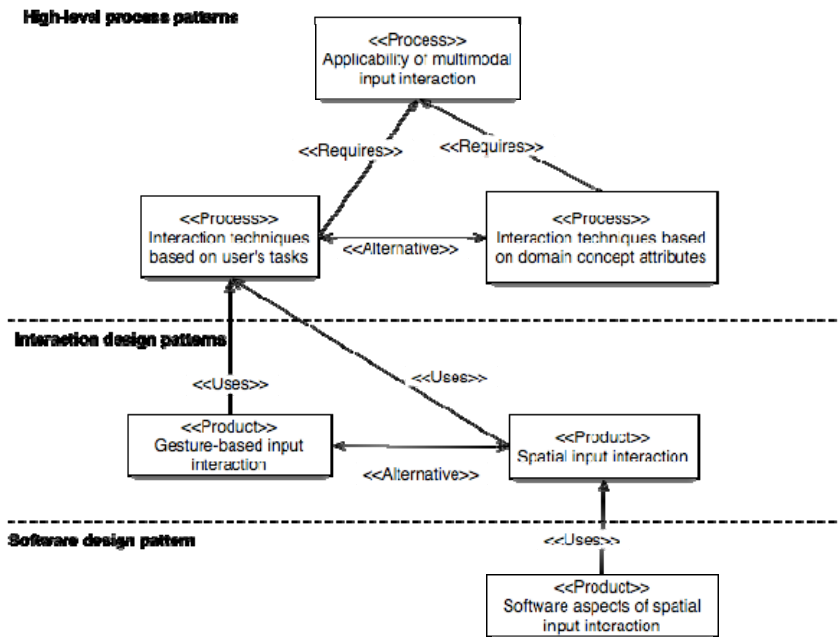 High-level process patterns
<<Process>>
Applicability of multimodal
input interaction
<<Requires>>
<<Requires>>
<<Process>>
Interaction techniques
based on user's tasks
<<Alternative>>
<<Process>>
Interaction techniques based
on domain concept attributes
Interaction design patterns
<<Uses>>
<<Uses>>
<<Product>>
Gesture-based input
interaction
<<Alternative>>
<<Product>>
Spatial input interaction
Software design pattern
<<Uses>>
<<Product>>
Software aspects of spatial
input interaction